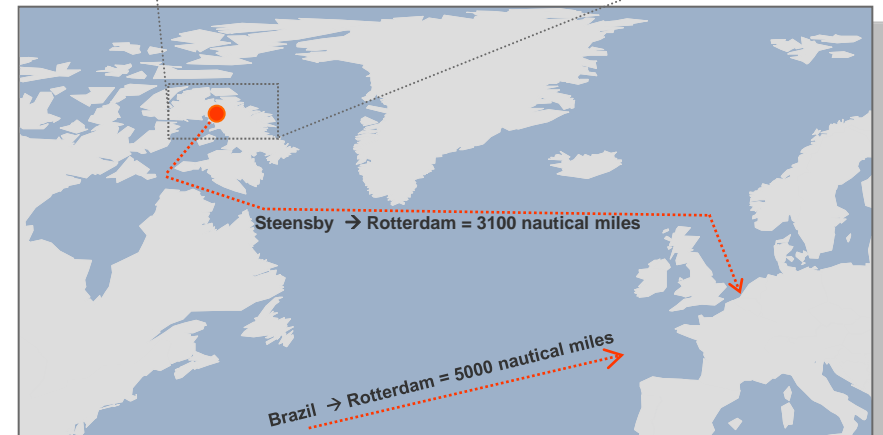 Steensby → Rotterdam = 3100 nautical miles
Brazil → Rotterdam = 5000 nautical miles